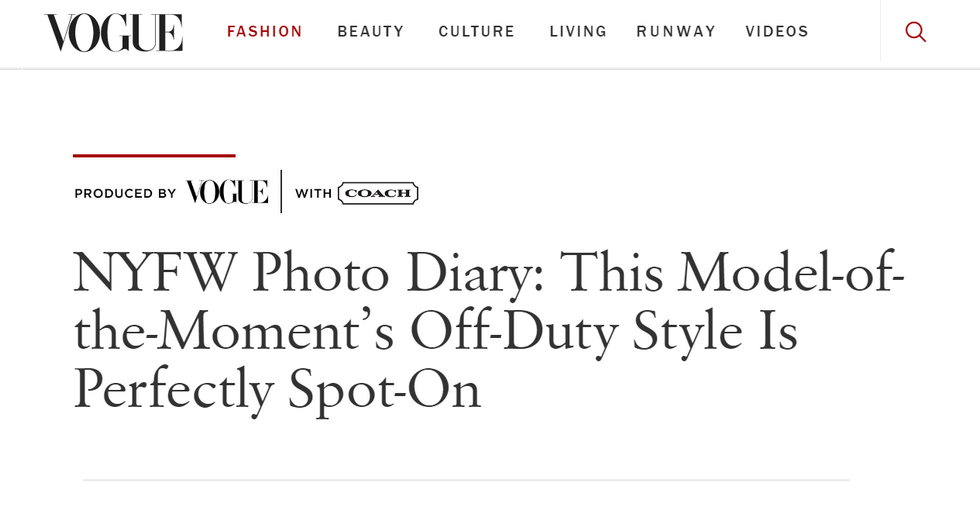 VOGUE FASHION BEAUTY CULTURE LIVING RUNWAY VIDEOS
PRODUCED BY VOGUE WITH COACH
NYFW Photo Diary: This Model-of-
the-Moment’s Off-Duty Style Is
Perfectly Spot-On